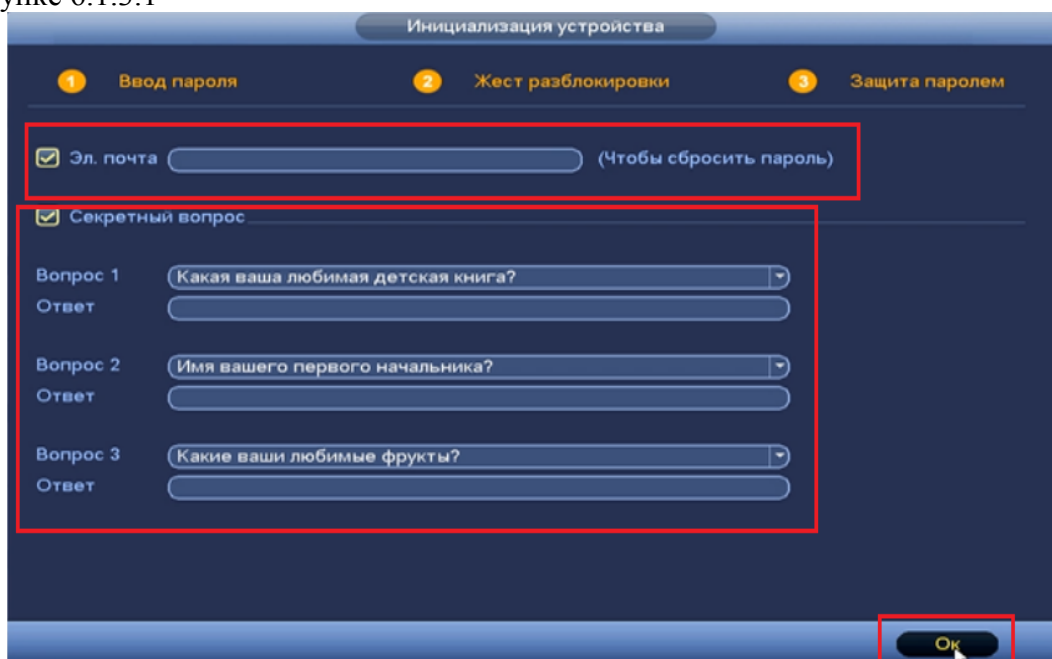 Инициализация устройства
1 Ввод пароля 2 Жест разблокировки 3 Защита паролем
Эл. почта (Чтобы сбросить пароль)
Секретный вопрос
Вопрос 1 Какая ваша любимая детская книга?
Ответ
Вопрос 2 Имя вашего первого начальника?
Ответ
Вопрос 3 Какие ваши любимые фрукты?
Ответ
Ок